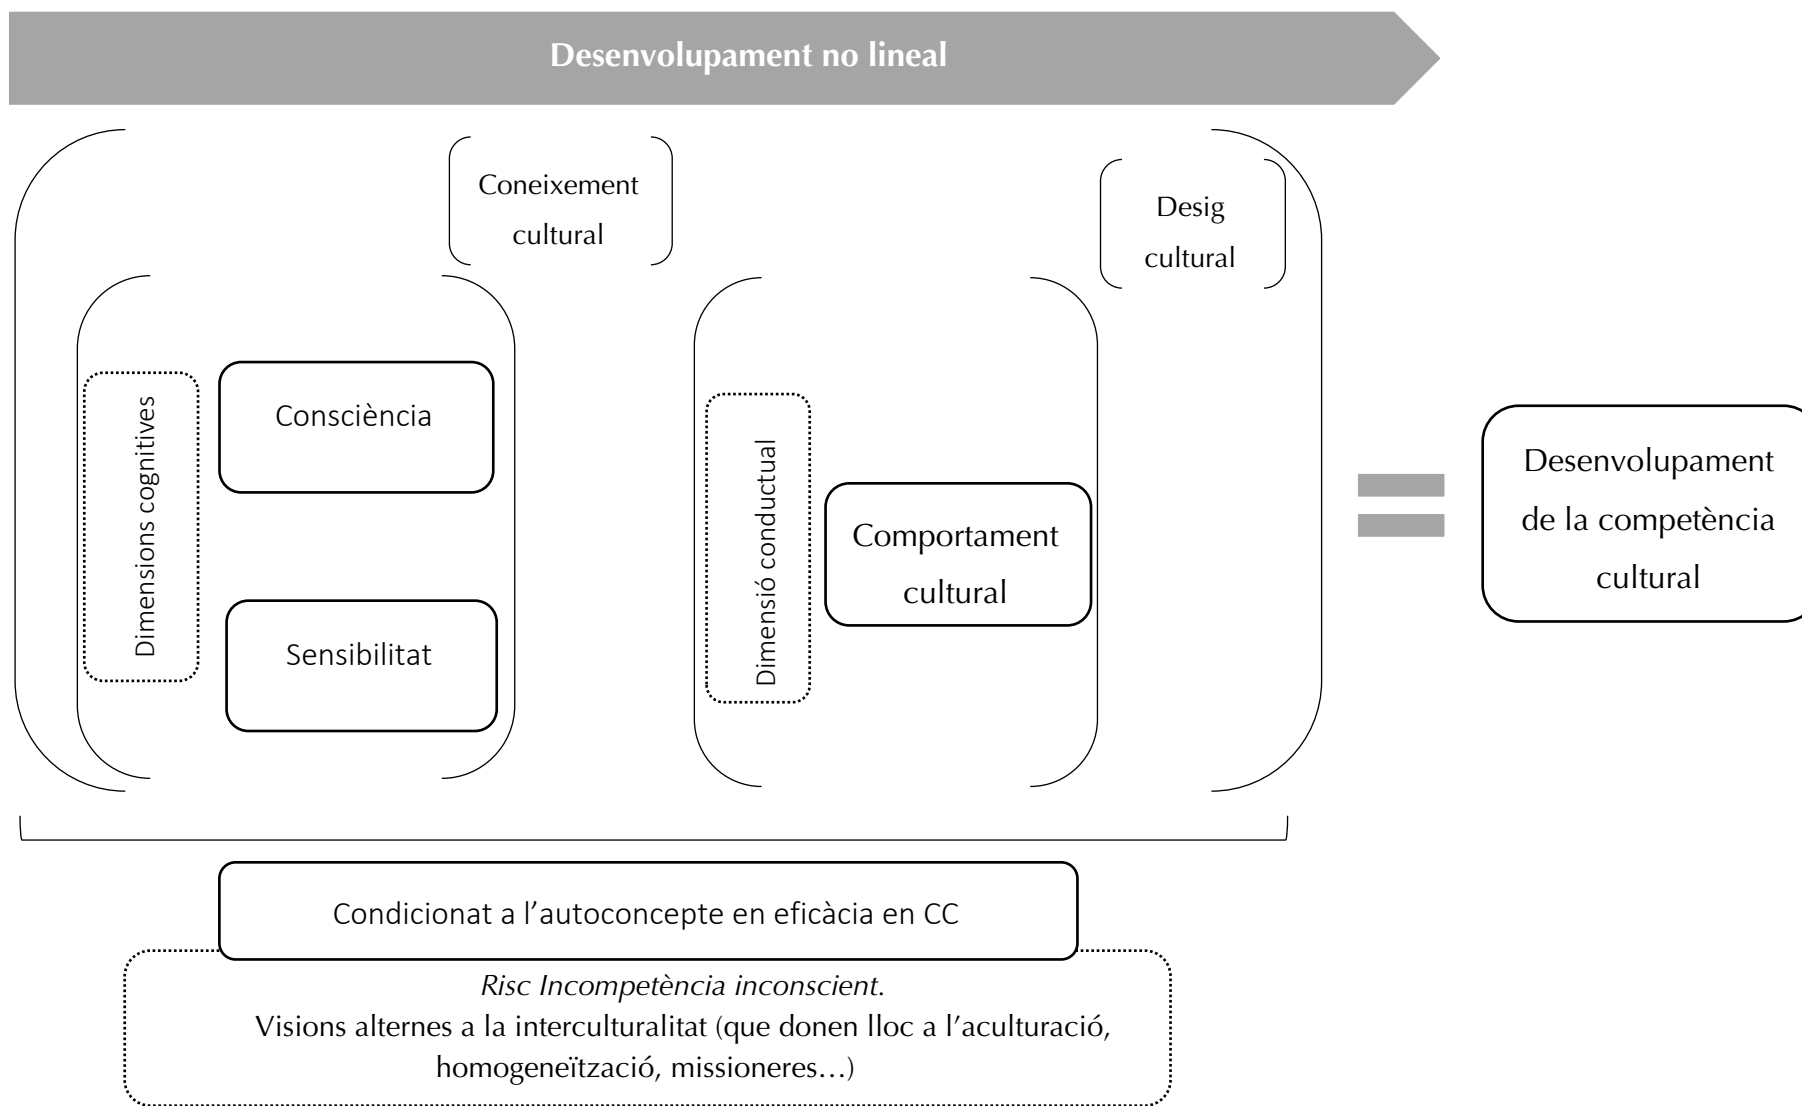 Desenvolupament no lineal
Coneixement
cultural
Desig
cultural
Dimensions cognitives
Consciència
Sensibilitat
Dimensió conductual
Comportament
cultural
Desenvolupament
de la competència
cultural
Condicionat a l’autoconcepte en eficàcia en CC
Risc Incompetència inconscient.
Visions alternes a la interculturalitat (que donen lloc a l’aculturació,
homogeneïtzació, missioneres…)